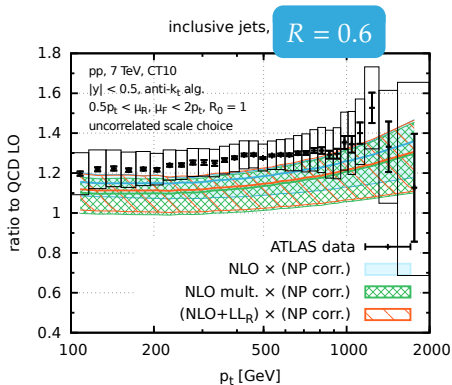 inclusive jets, R = 0.6
pp, 7 TeV, CT10
|y| < 0.5, anti-kₜ alg.
0.5pₜ < μ_R, μ_F < 2pₜ, R₀ = 1
uncorrelated scale choice
ratio to QCD LO
1.8
1.6
1.4
1.2
1
0.8
0.6
0.4
ATLAS data
NLO × (NP corr.)
NLO mult. × (NP corr.)
(NLO+LL_R) × (NP corr.)
100 200 500 1000 2000
pₜ [GeV]